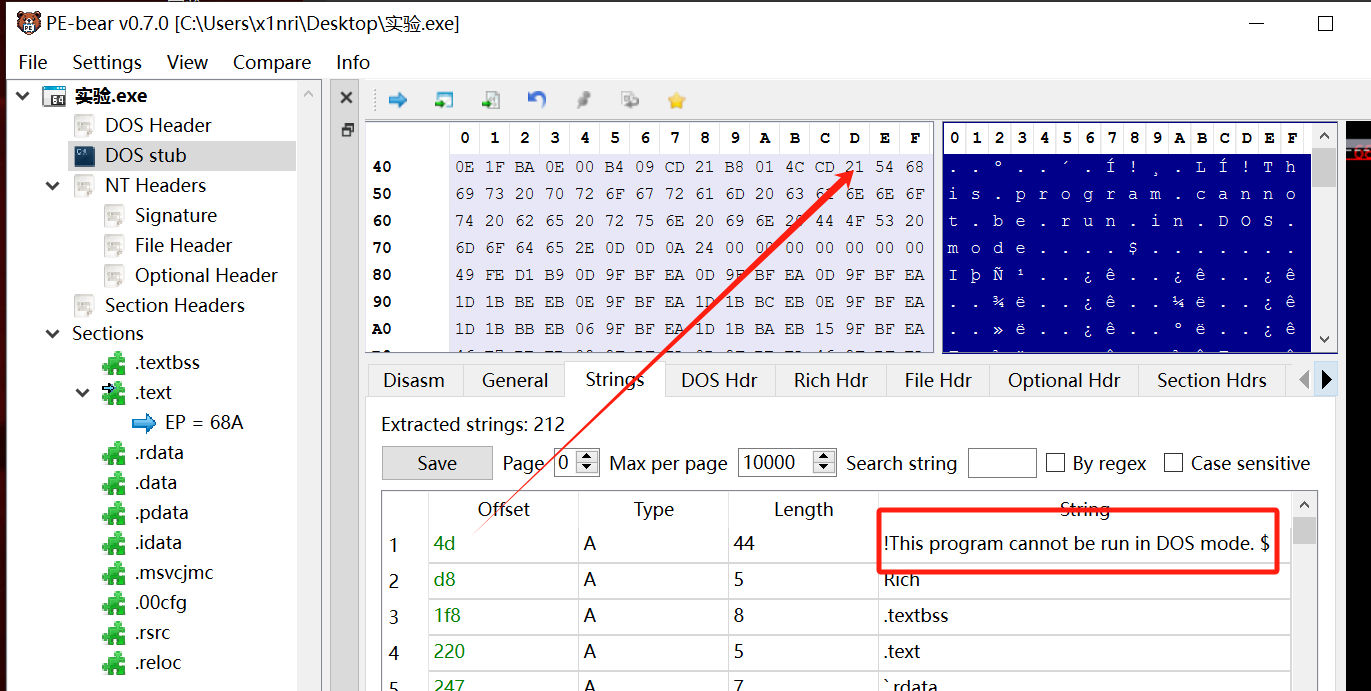 PE-bear v0.7.0 [C:\Users\x1nri\Desktop\实验.exe]
File Settings View Compare Info
实验.exe
DOS Header
DOS stub
NT Headers
Signature
File Header
Optional Header
Section Headers
Sections
.textbss
.text
EP = 68A
.rdata
.data
.pdata
.idata
.msvcjmc
.00cfg
.rsrc
.reloc
0 1 2 3 4 5 6 7 8 9 A B C D E F
40 0E 1F BA 0E 00 B4 09 CD 21 B8 01 4C CD 21 54 68
50 69 73 20 70 72 6F 67 72 61 6D 20 63 61 6E 6E 6F
60 74 20 62 65 20 72 75 6E 20 69 6E 20 44 4F 53 20
70 6D 6F 64 65 2E 0D 0D 0A 24 00 00 00 00 00 00 00
80 49 FE D1 B9 0D 9F BF EA 0D 9F BF EA 0D 9F BF EA
90 1D 1B BE EB 0E 9F BF EA 1D 1B BC EB 0E 9F BF EA
A0 1D 1B BB EB 06 9F BF EA 1D 1B BA EB 15 9F BF EA
0 1 2 3 4 5 6 7 8 9 A B C D E F
. . º . . ´ . Í ! ¸ . L Í ! T h
i s . p r o g r a m . c a n n o
t . b e . r u n . i n . D O S .
m o d e . . . . $ . . . . . . .
I þ Ñ ¹ . . ¿ ê . . ¿ ê . . ¿ ê
. . ¾ ë . . ¿ ê . . ¼ ë . . ¿ ê
. . » ë . . ¿ ê . . º ë . . ¿ ê
Disasm General Strings DOS Hdr Rich Hdr File Hdr Optional Hdr Section Hdrs
Extracted strings: 212
Save Page 0 Max per page 10000 Search string By regex Case sensitive
Offset Type Length String
1 4d A 44 !This program cannot be run in DOS mode. $
2 d8 A 5 Rich
3 1f8 A 8 .textbss
4 220 A 5 .text
5 247 A 7 `.rdata